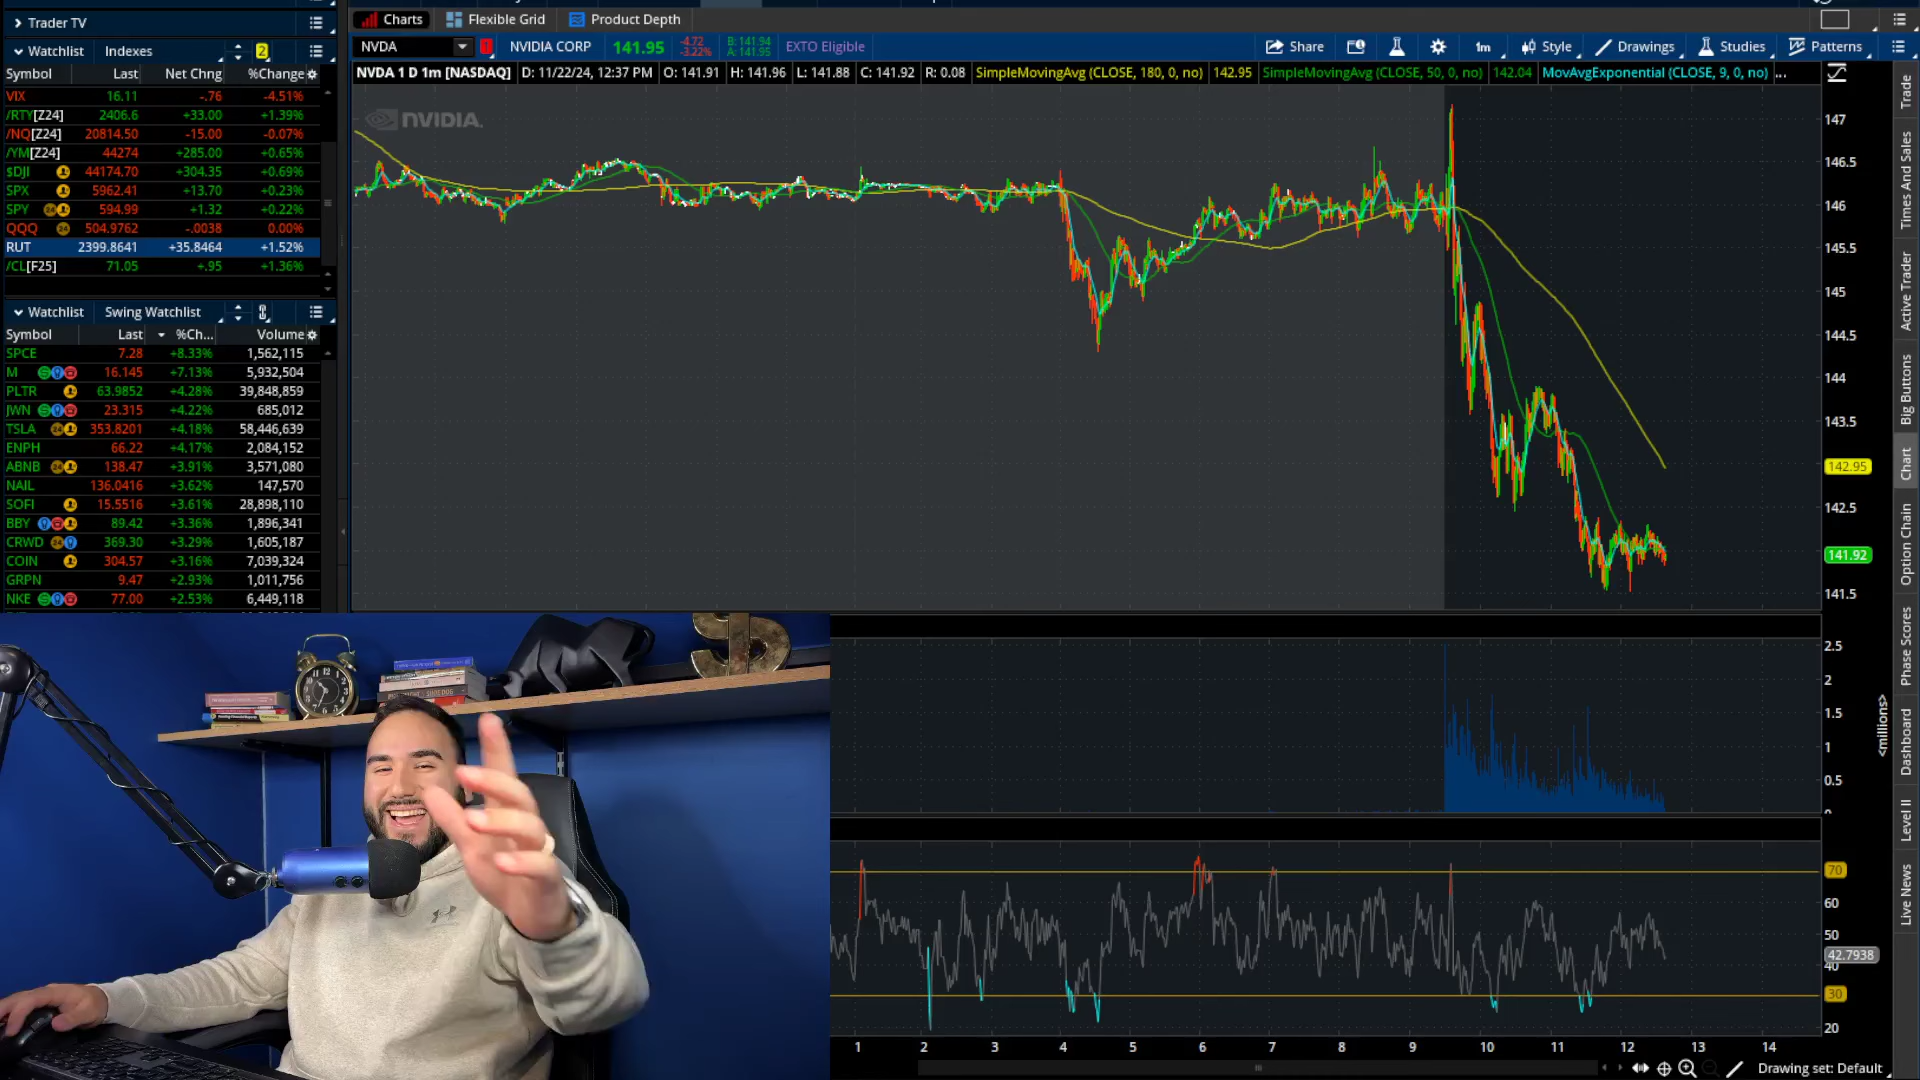 Trader TV
Charts
Flexible Grid
Product Depth
Watchlist
Indexes
2
NVDA
NVIDIA CORP
141.95
-4.72
-3.22%
B: 141.94
A: 141.95
EXTO Eligible
Share
1m
Style
Drawings
Studies
Patterns
Symbol Last Net Chng %Change
VIX 16.11 -.76 -4.51%
/RTY[Z24] 2406.6 +33.00 +1.39%
/NQ[Z24] 20814.50 -15.00 -0.07%
/YM[Z24] 44274 +285.00 +0.65%
$DJI 44174.70 +304.35 +0.69%
SPX 5962.41 +13.70 +0.23%
SPY 594.99 +1.32 +0.22%
QQQ 504.9762 -.0038 0.00%
RUT 2399.8641 +35.8464 +1.52%
/CL[F25] 71.05 +.95 +1.36%
Watchlist
Swing Watchlist
Symbol Last %Ch... Volume
SPCE 7.28 +8.33% 1,562,115
M 16.145 +7.13% 5,932,504
PLTR 63.9852 +4.28% 39,848,859
JWN 23.315 +4.22% 685,012
TSLA 353.8201 +4.18% 58,446,639
ENPH 66.22 +4.17% 2,084,152
ABNB 138.47 +3.91% 3,571,080
NAIL 136.0416 +3.62% 147,570
SOFI 15.5516 +3.61% 28,898,110
BBY 89.42 +3.36% 1,896,341
CRWD 369.30 +3.29% 1,605,187
COIN 304.57 +3.16% 7,039,324
GRPN 9.47 +2.93% 1,011,756
NKE 77.00 +2.53% 6,449,118
NVDA 1 D 1m [NASDAQ] D: 11/22/24, 12:37 PM O: 141.91 H: 141.96 L: 141.88 C: 141.92 R: 0.08 SimpleMovingAvg (CLOSE, 180, 0, no) 142.95 SimpleMovingAvg (CLOSE, 50, 0, no) 142.04 MovAvgExponential (CLOSE, 9, 0, no) ...
NVIDIA.
147
146.5
146
145.5
145
144.5
144
143.5
142.95
142.5
141.92
141.5
2.5
2
1.5
1
0.5
<millions>
70
60
50
42.7938
40
30
20
1 2 3 4 5 6 7 8 9 10 11 12 13 14
Drawing set: Default
Trade
Times And Sales
Active Trader
Big Buttons
Chart
Option Chain
Phase Scores
Dashboard
Level II
Live News